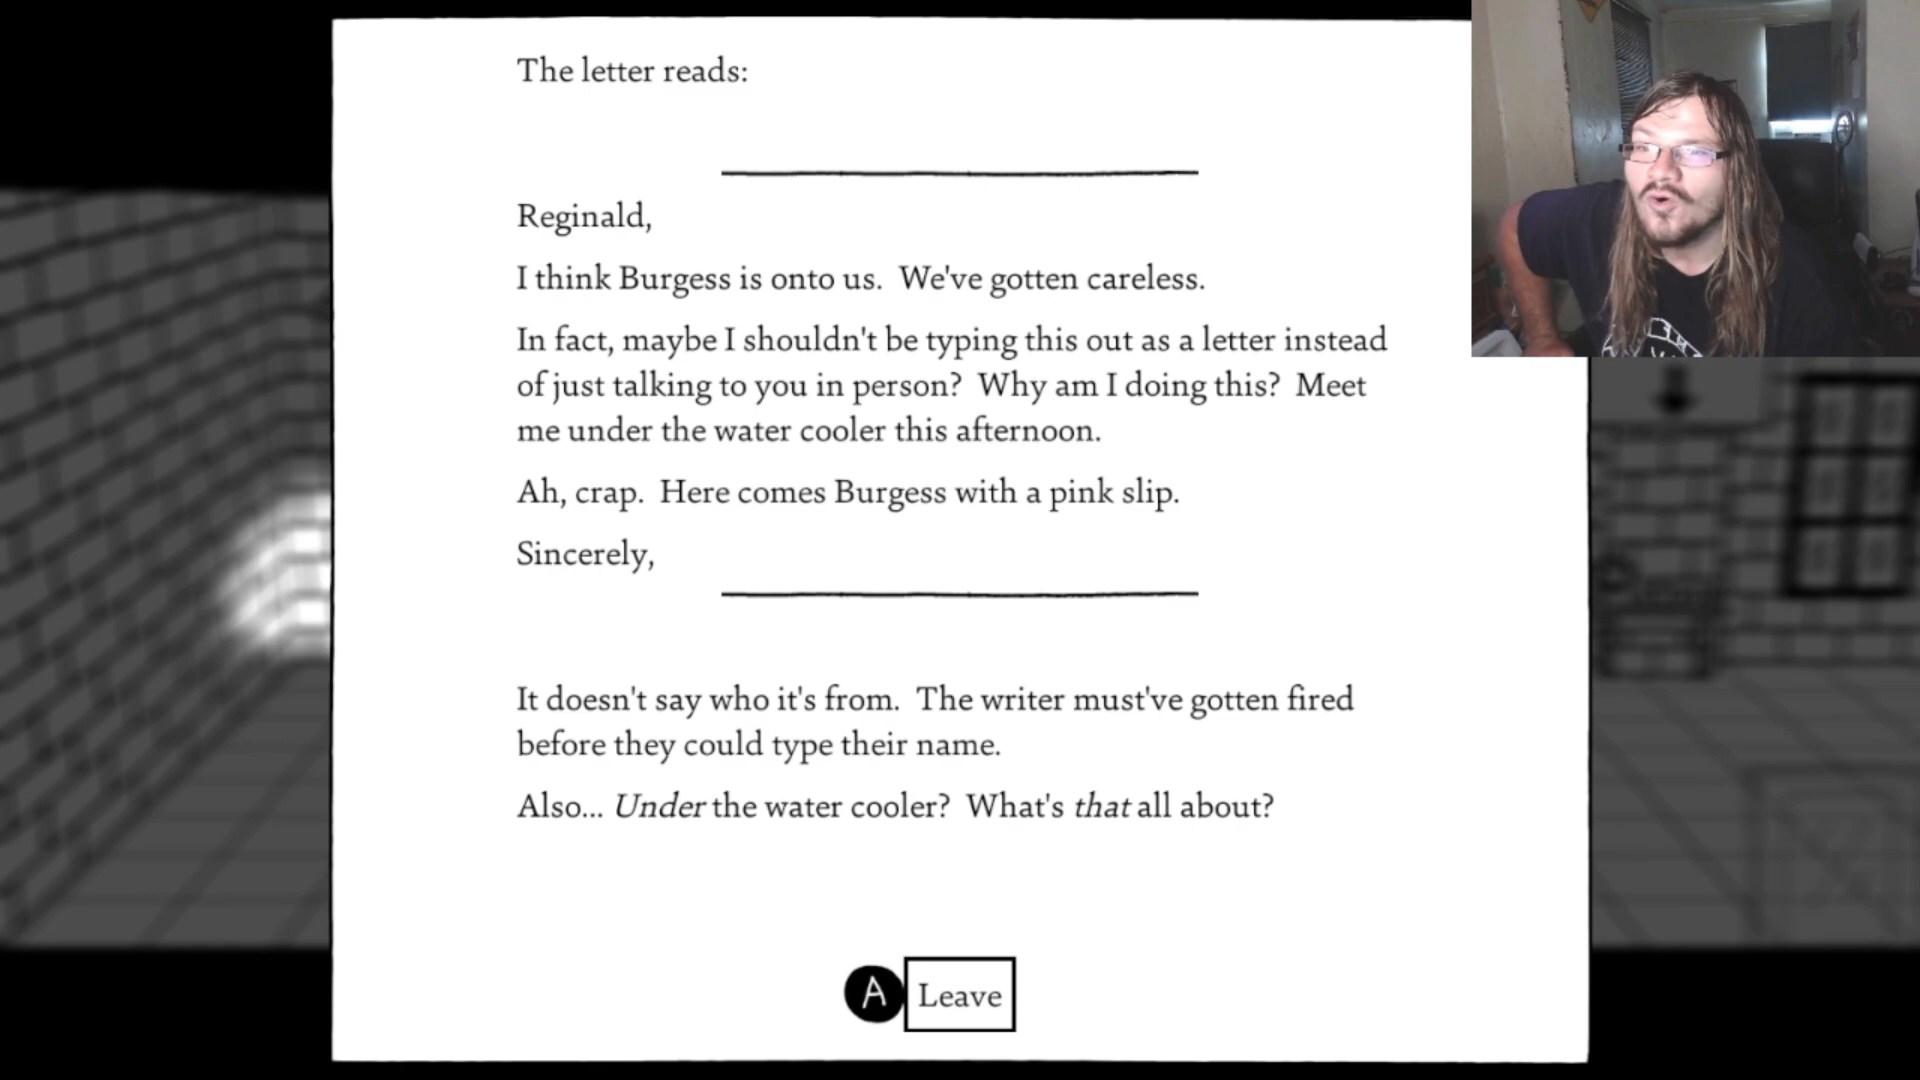 The letter reads:
Reginald,
I think Burgess is onto us.  We've gotten careless.
In fact, maybe I shouldn't be typing this out as a letter instead
of just talking to you in person?  Why am I doing this?  Meet
me under the water cooler this afternoon.
Ah, crap.  Here comes Burgess with a pink slip.
Sincerely,
It doesn't say who it's from.  The writer must've gotten fired
before they could type their name.
Also... Under the water cooler?  What's that all about?
A Leave